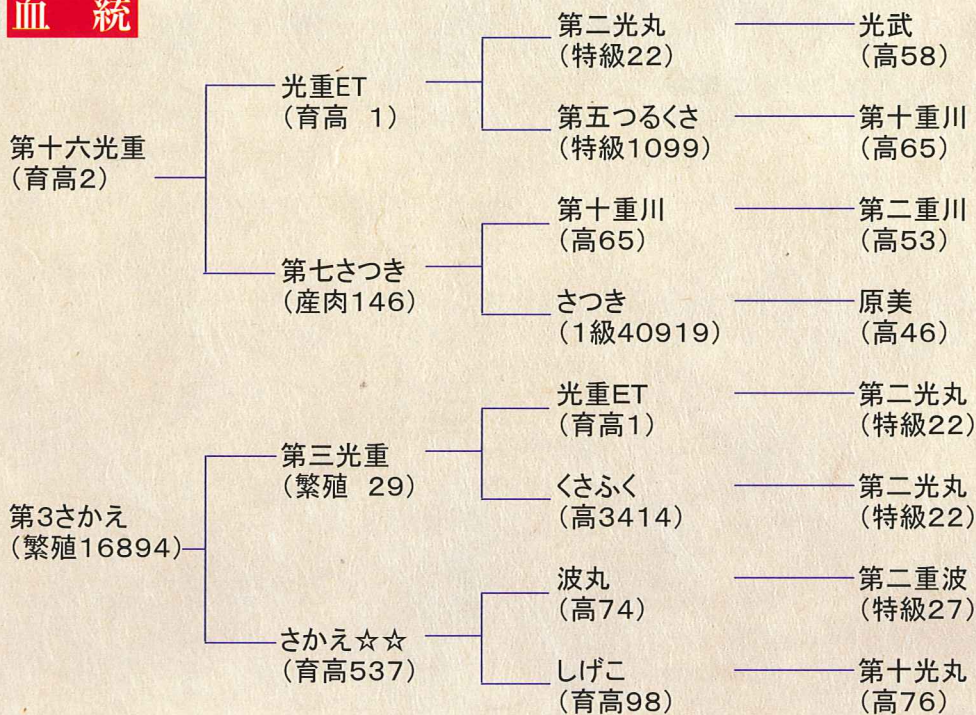 血 統
第十六光重
(育高2)
光重ET
(育高 1)
第二光丸
(特級22)
光武
(高58)
第五つるくさ
(特級1099)
第十重川
(高65)
第七さつき
(産肉146)
第十重川
(高65)
第二重川
(高53)
さつき
(1級40919)
原美
(高46)
第3さかえ
(繁殖16894)
第三光重
(繁殖 29)
光重ET
(育高1)
第二光丸
(特級22)
くさふく
(高3414)
第二光丸
(特級22)
さかえ☆☆
(育高537)
波丸
(高74)
第二重波
(特級27)
しげこ
(育高98)
第十光丸
(高76)